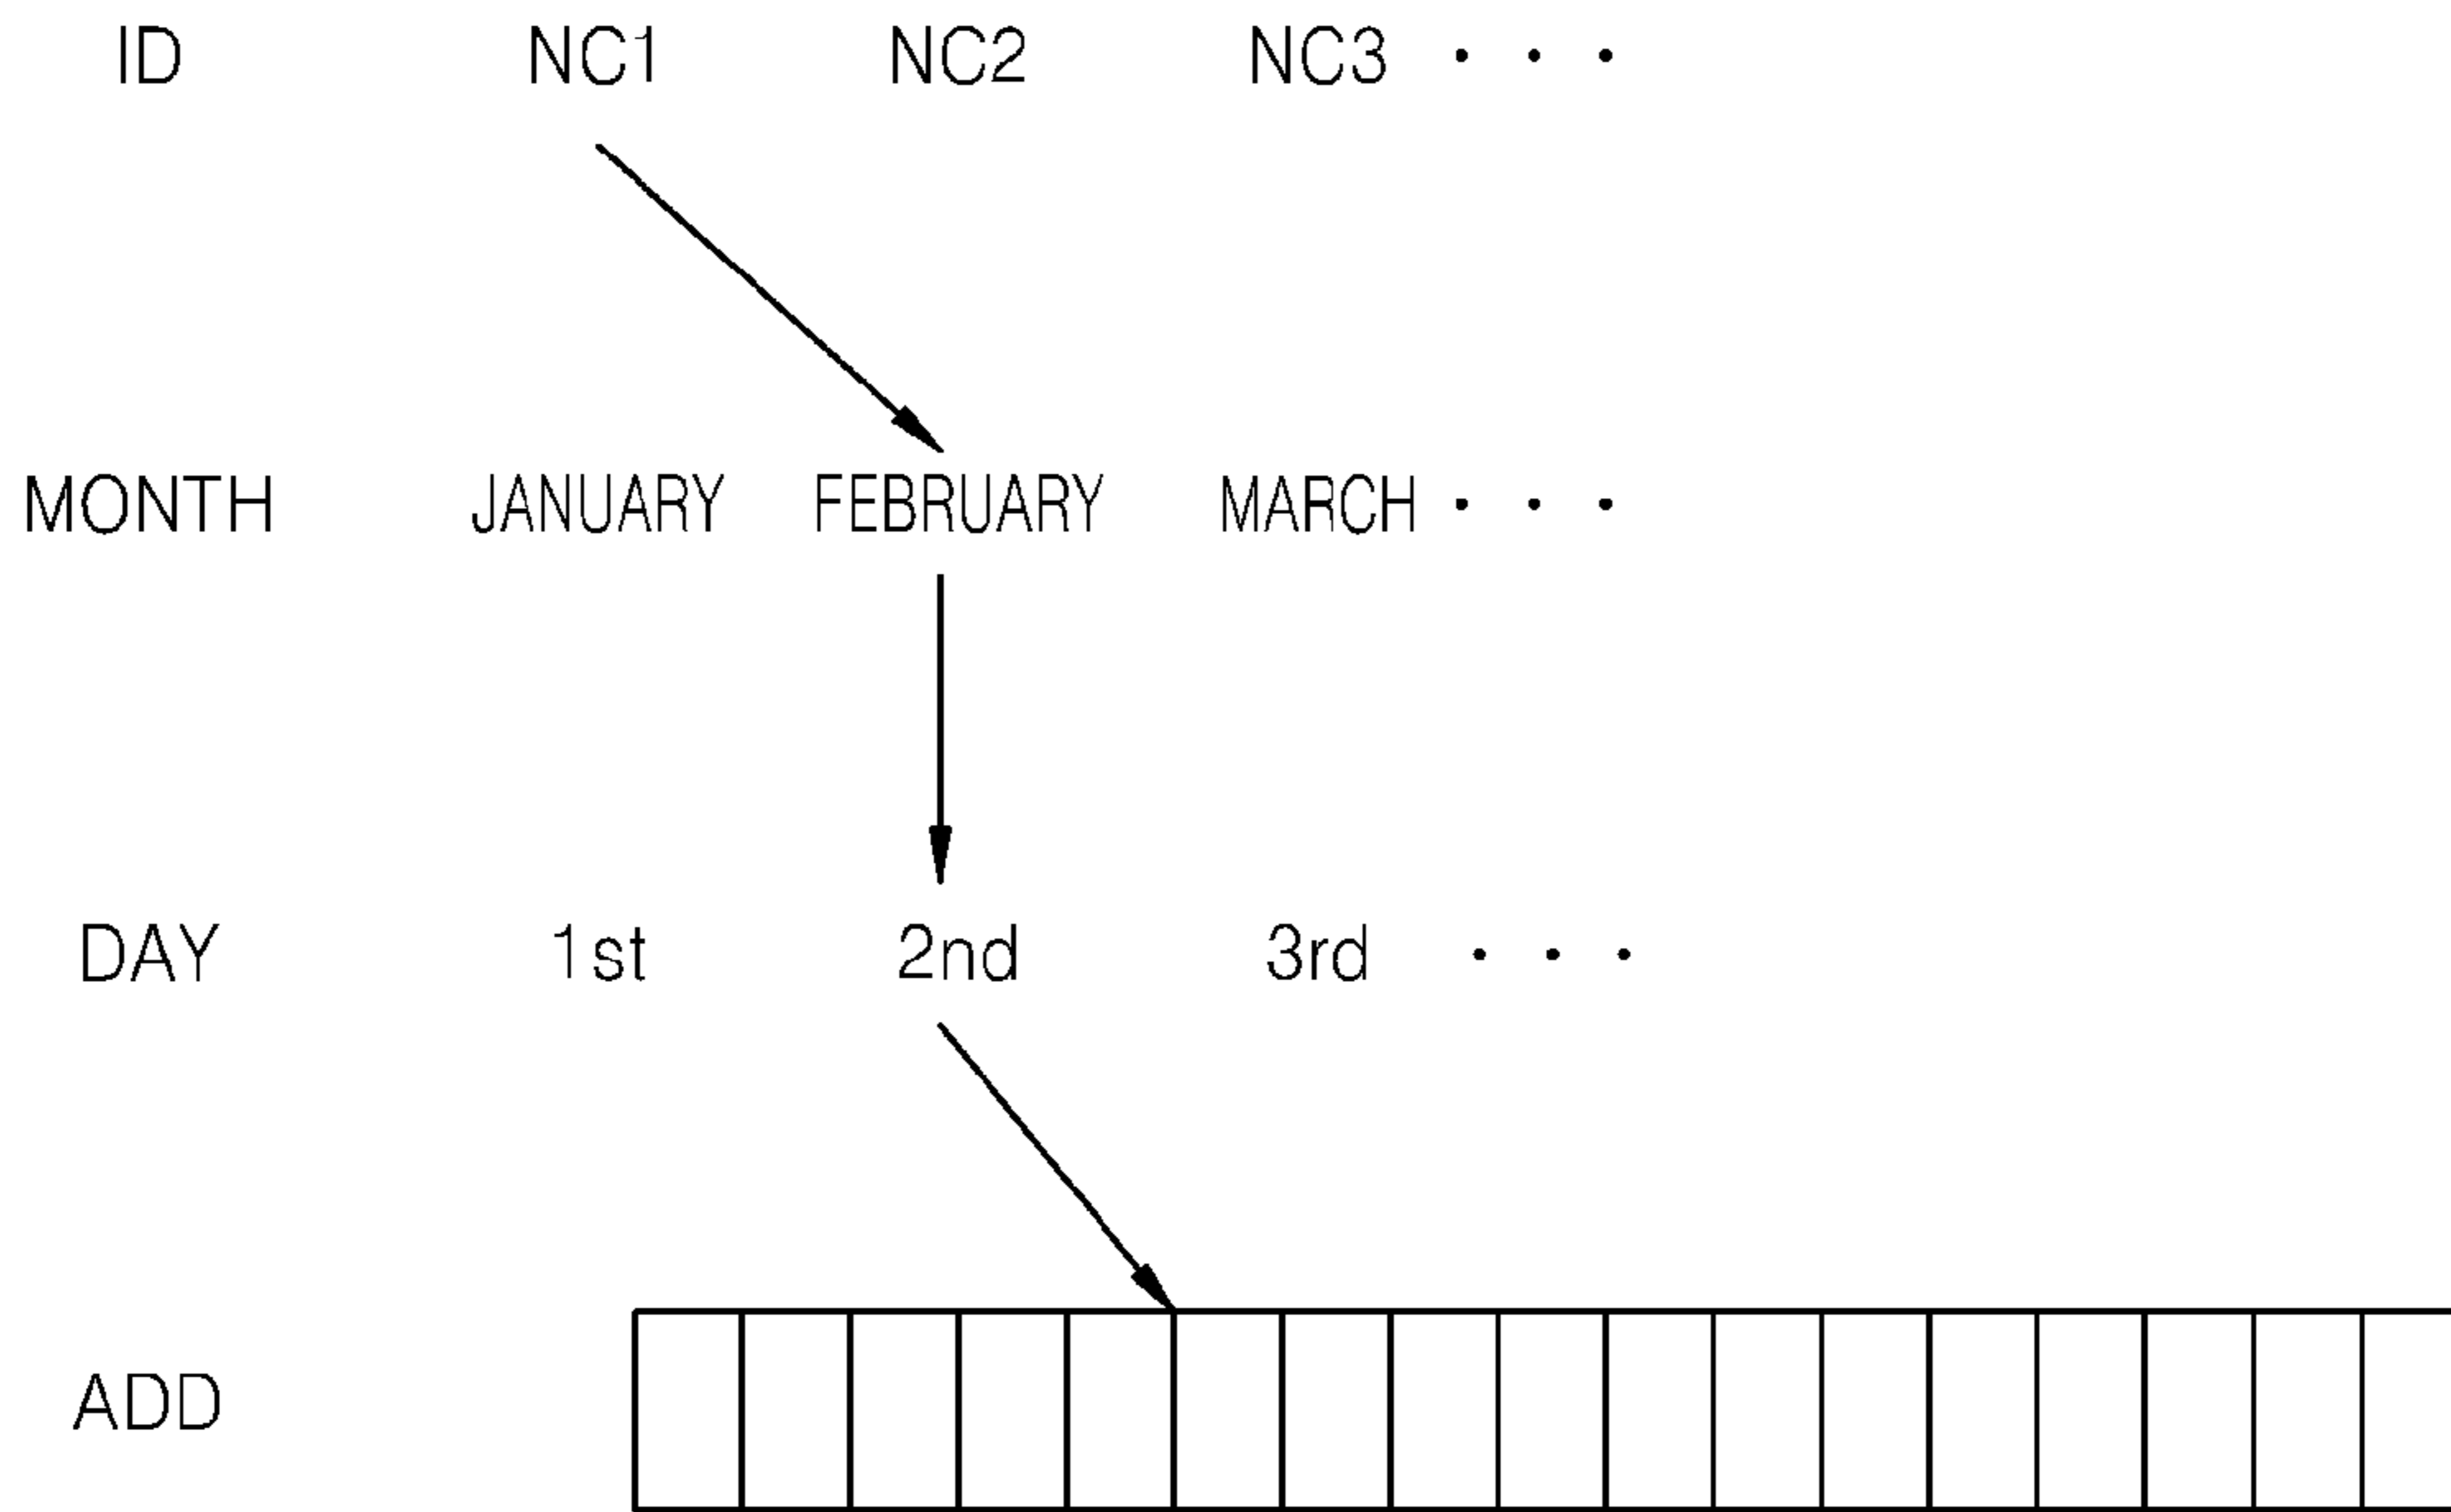 ID NC1 NC2 NC3 · · ·
MONTH JANUARY FEBRUARY MARCH · · ·
DAY 1st 2nd 3rd · · ·
ADD